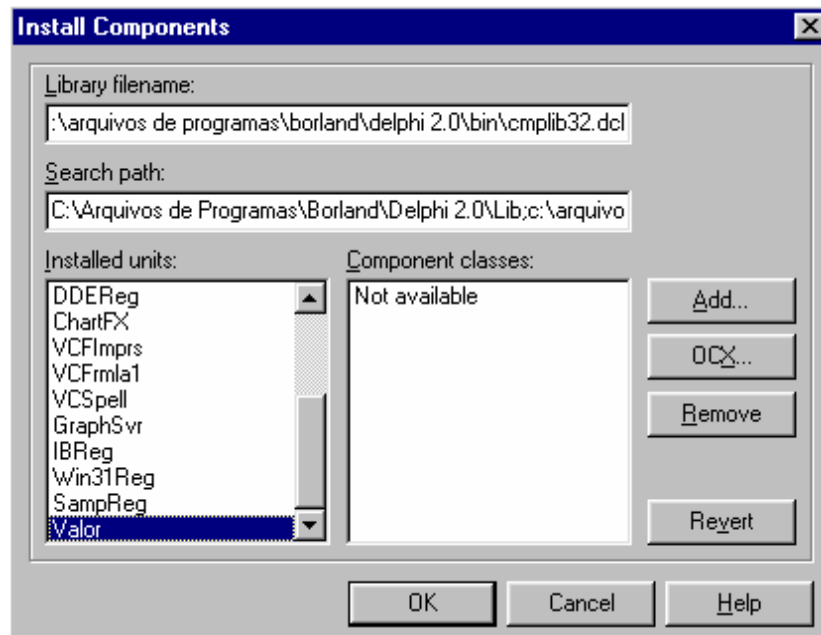 Install Components
Library filename:
:\arquivos de programas\borland\delphi 2.0\bin\cmplib32.dcl
Search path:
C:\Arquivos de Programas\Borland\Delphi 2.0\Lib;c:\arquivo
Installed units:
DDEReg
ChartFX
VCFImprs
VCFrmla1
VCSpell
GraphSvr
IBReg
Win31Reg
SampReg
Valor
Component classes:
Not available
Add...
OCX...
Remove
Revert
OK
Cancel
Help